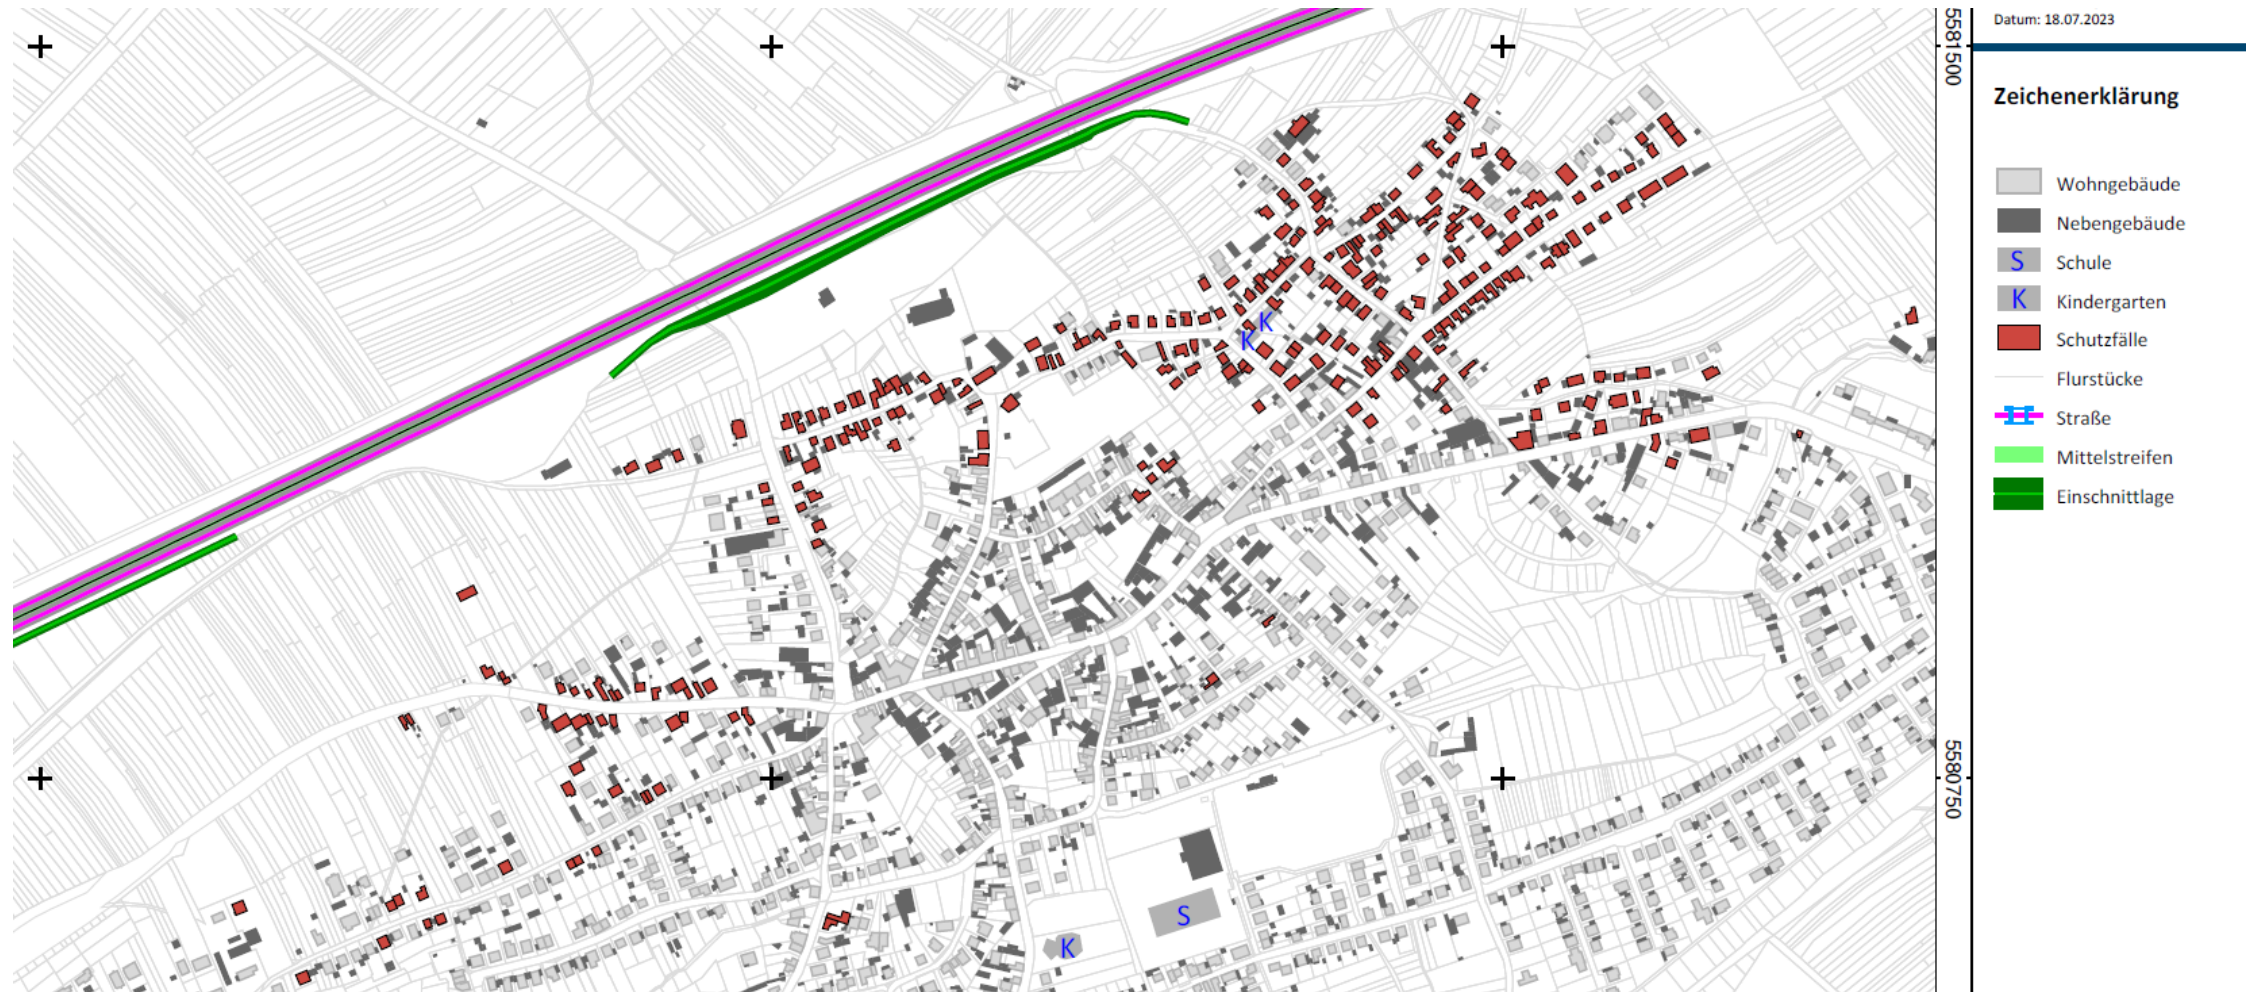 Datum: 18.07.2023
5581500
Zeichenerklärung
Wohngebäude
Nebengebäude
S Schule
K Kindergarten
Schutzfälle
Flurstücke
Straße
Mittelstreifen
Einschnittlage
K
K
5580750
S
K